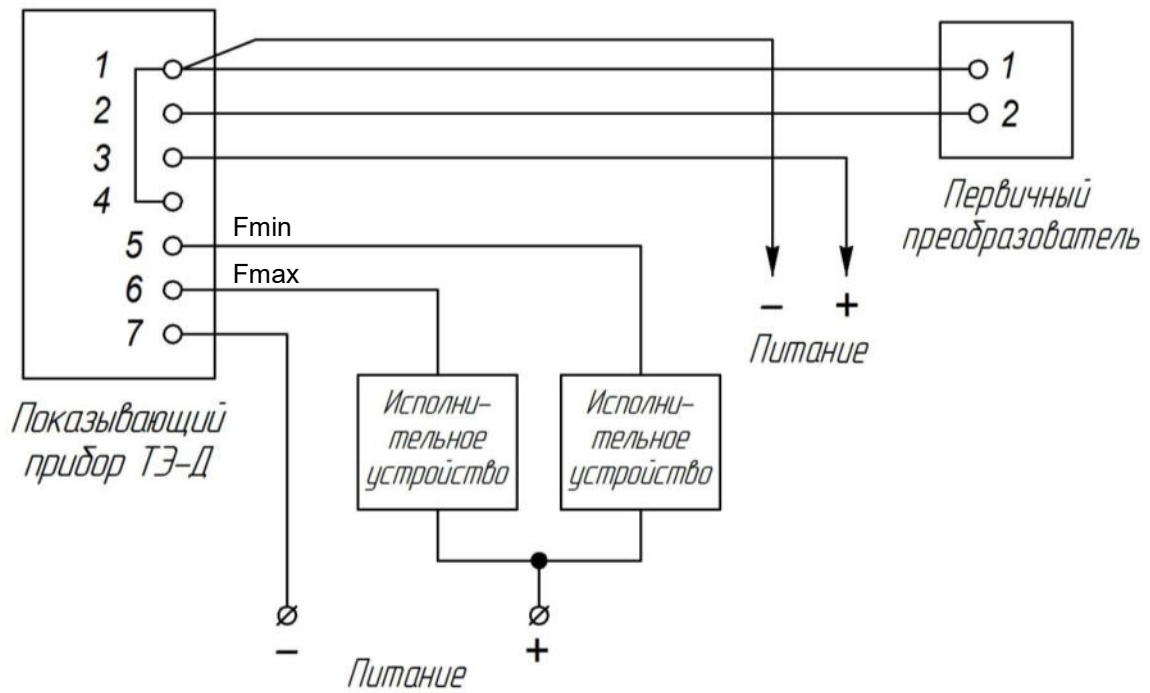 1
2
3
4
5
6
7
Fmin
Fmax
Показывающий
прибор ТЭ-Д
1
2
Первичный
преобразователь
– +
Питание
Исполни-
тельное
устройство
Исполни-
тельное
устройство
– +
Питание